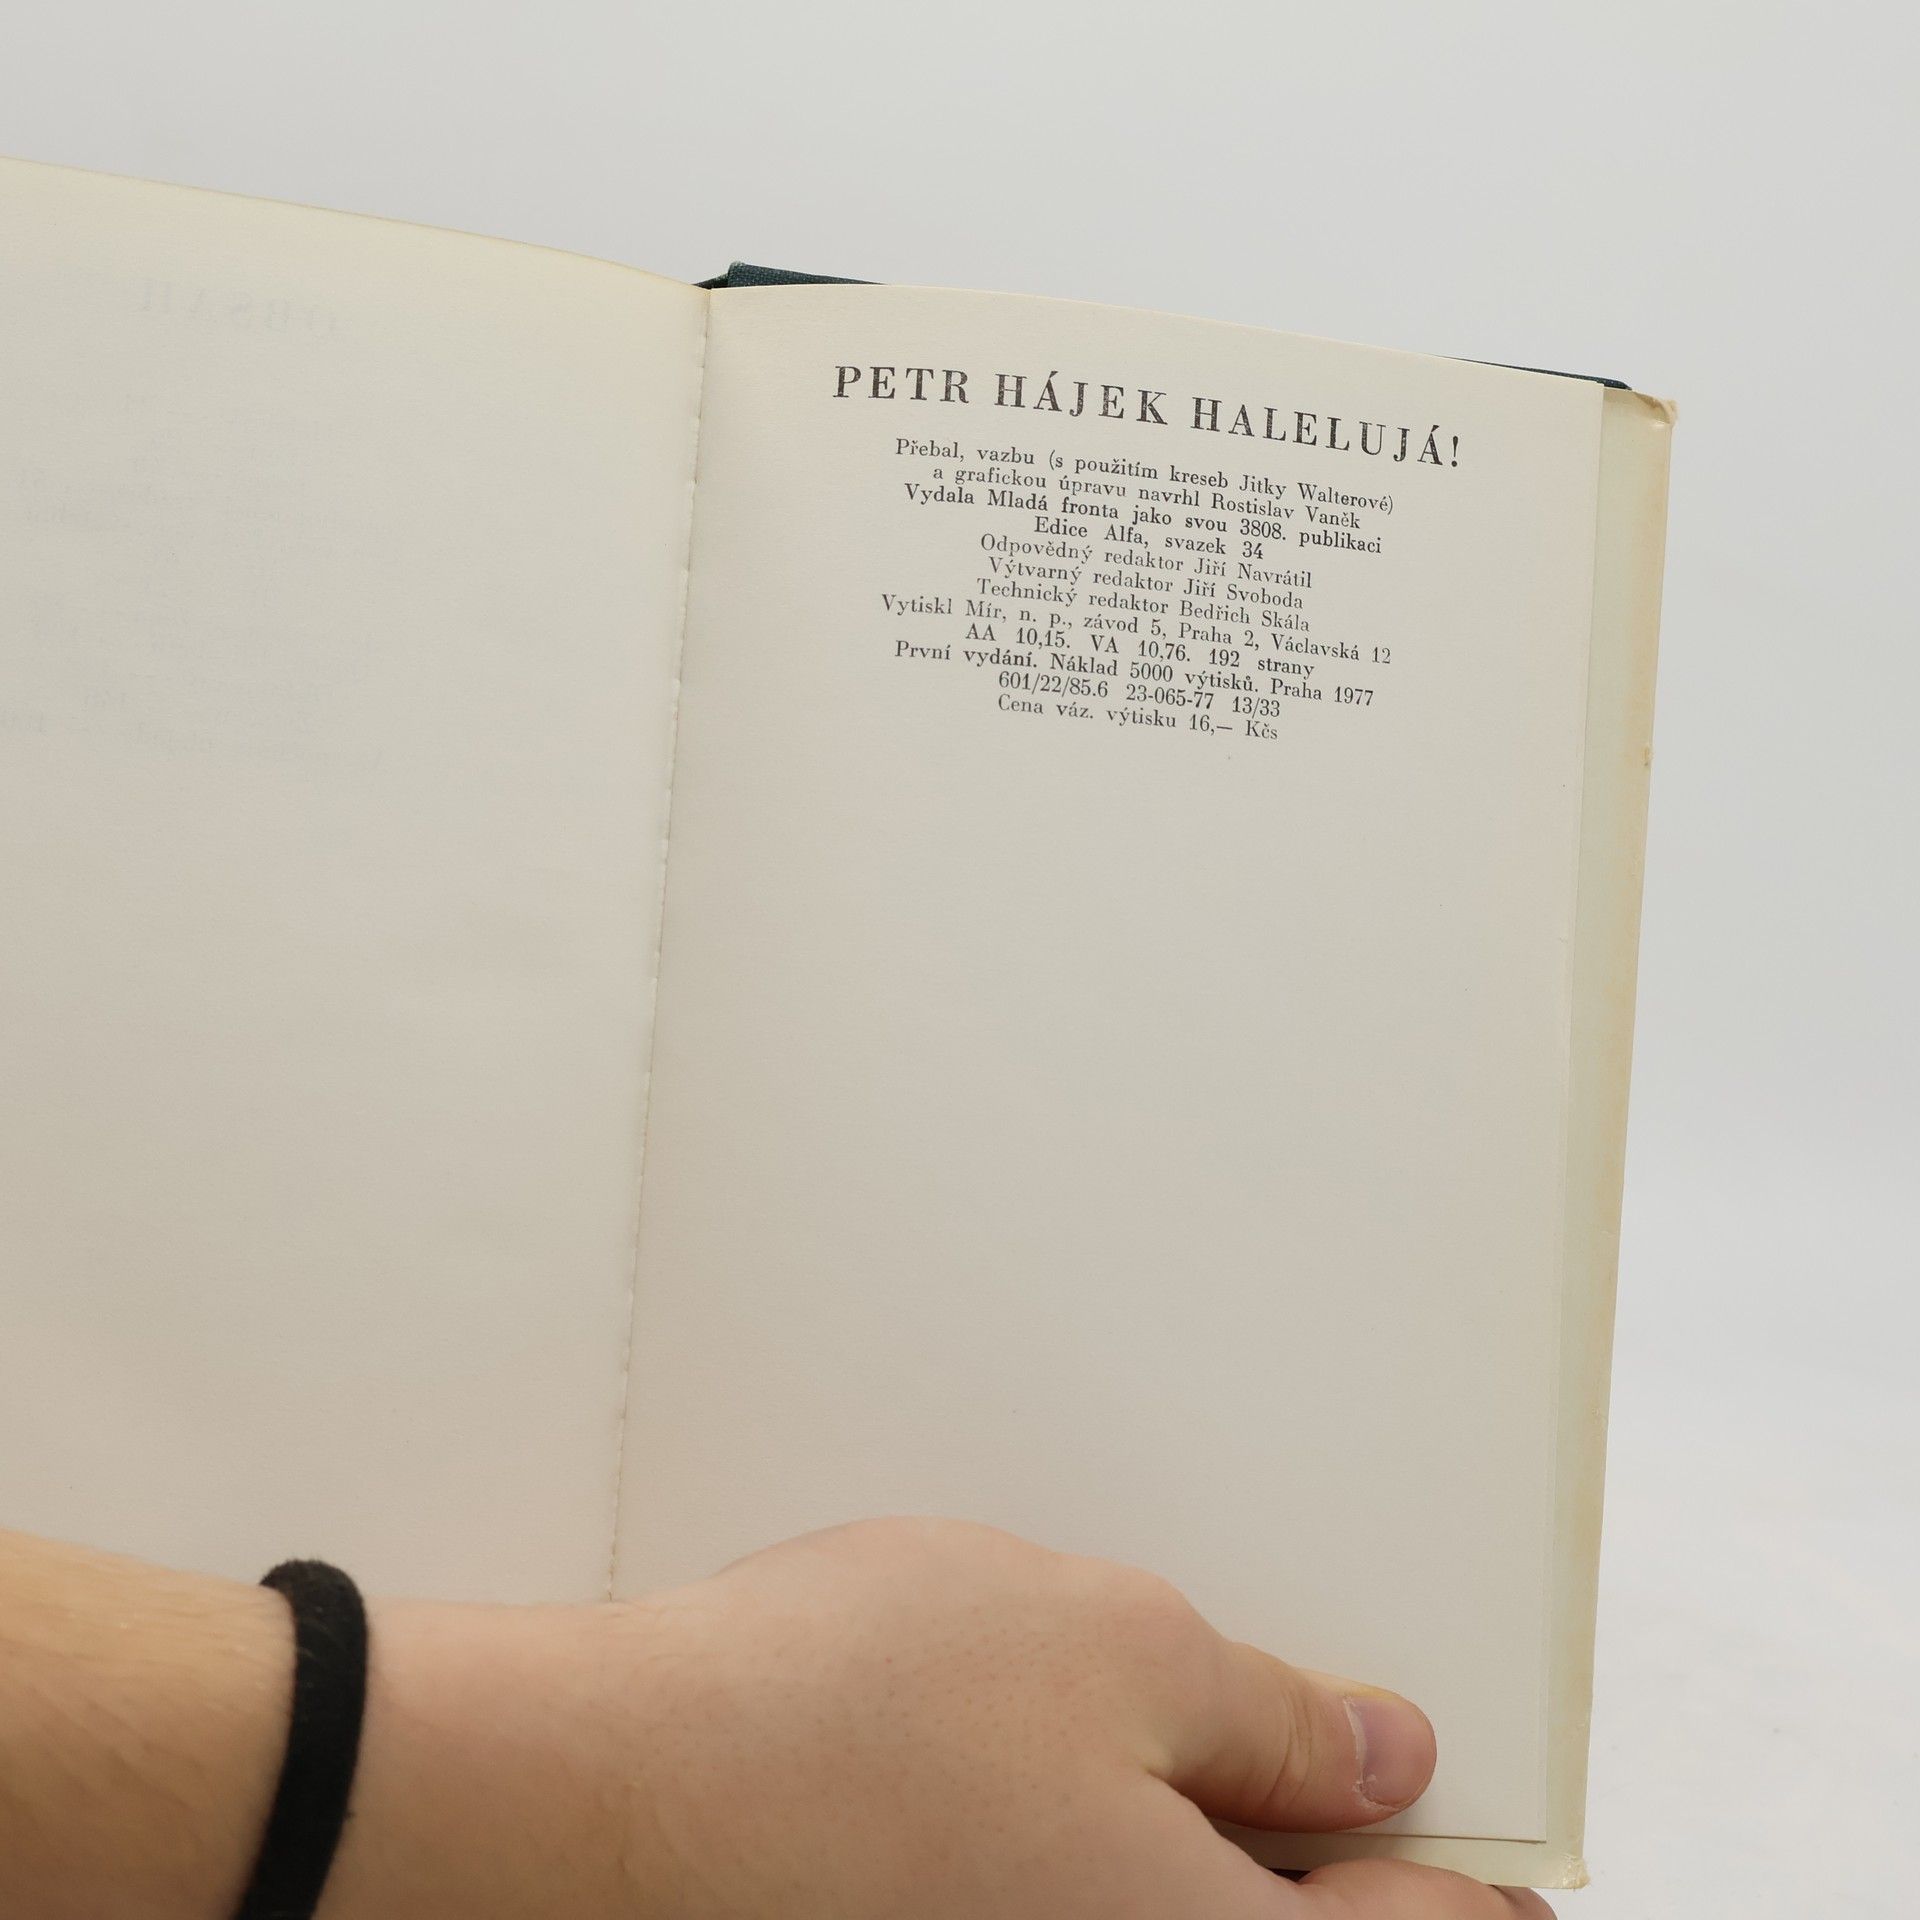 PETR HÁJEK HALELUJÁ!
Přebal, vazbu (s použitím kreseb Jitky Walterové)
a grafickou úpravu navrhl Rostislav Vaněk
Vydala Mladá fronta jako svou 3808. publikaci
Edice Alfa, svazek 34
Odpovědný redaktor Jiří Navrátil
Výtvarný redaktor Jiří Svoboda
Technický redaktor Bedřich Skála
Vytiskl Mír, n. p., závod 5, Praha 2, Václavská 12
AA 10,15. VA 10,76. 192 strany
První vydání. Náklad 5000 výtisků. Praha 1977
601/22/85.6 23-065-77 13/33
Cena váz. výtisku 16,— Kčs